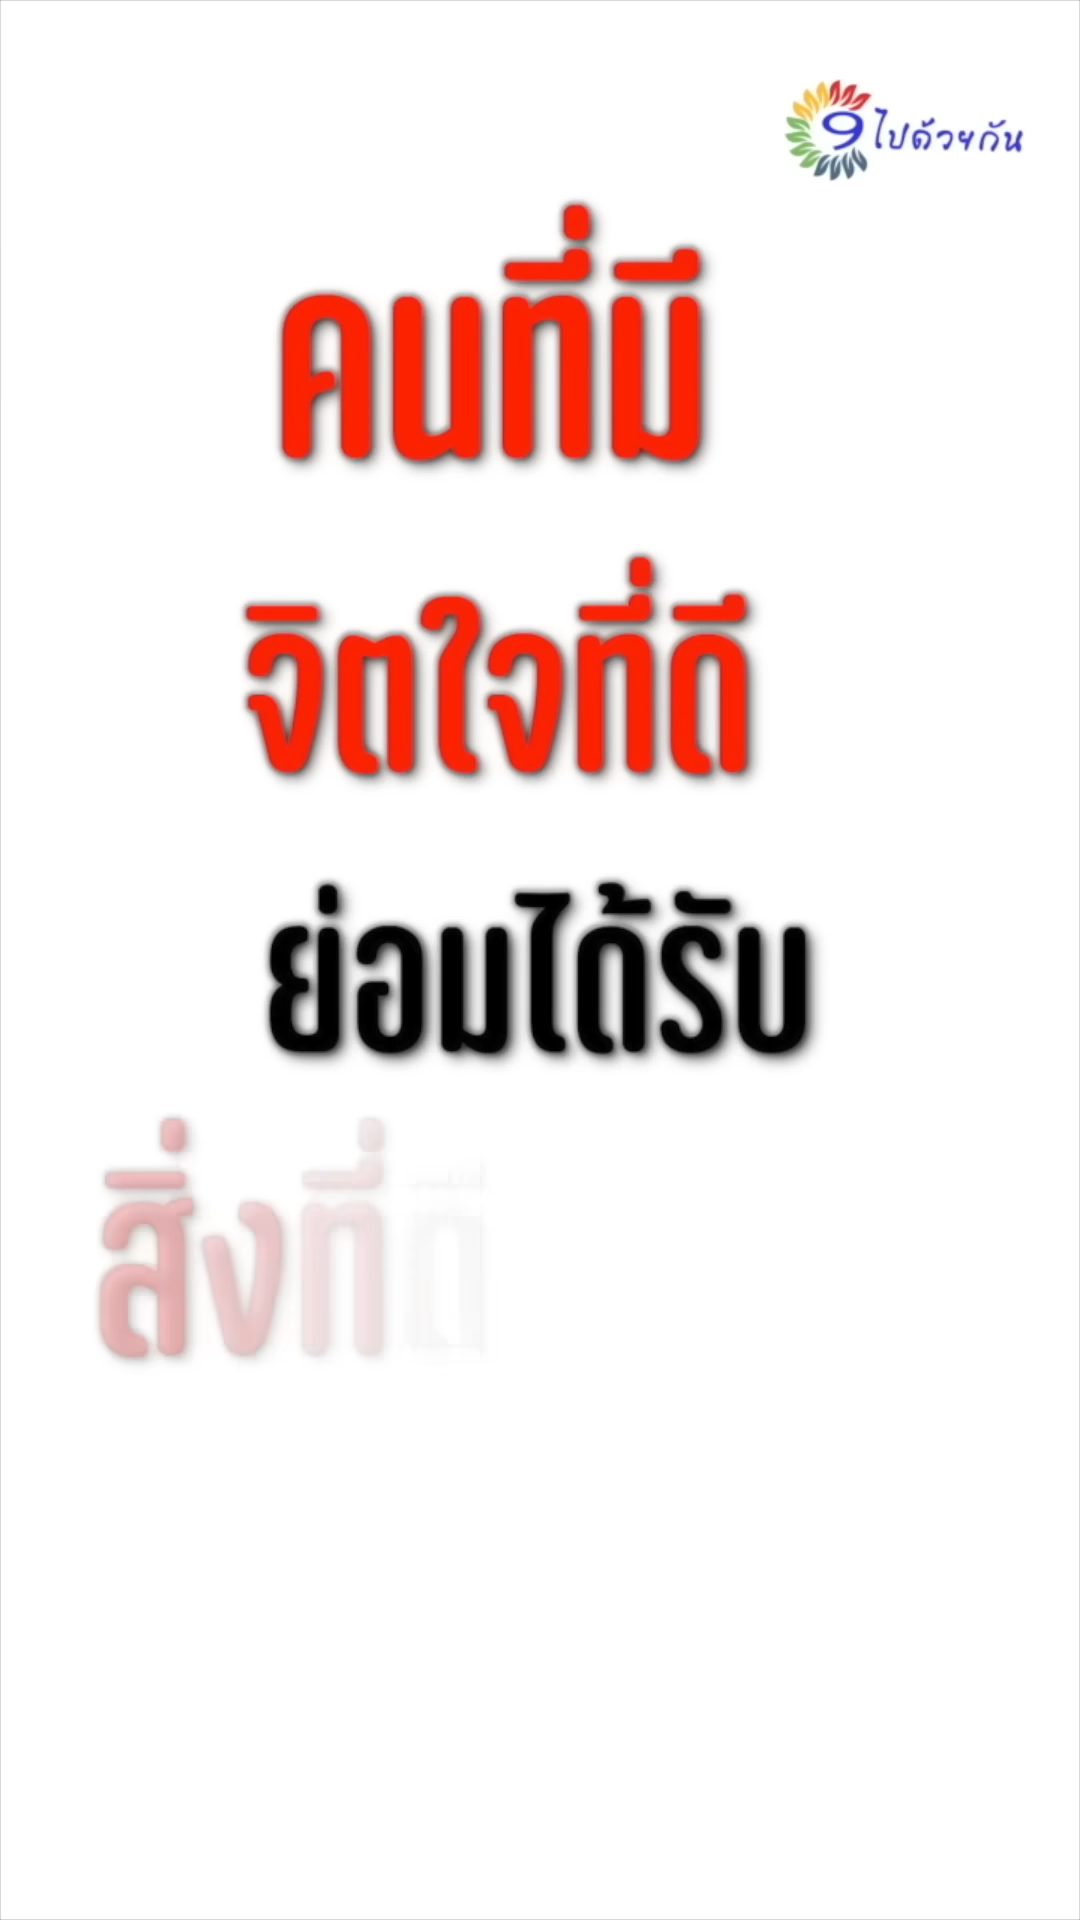 9 ไปด้วยกัน
คนที่มี
จิตใจที่ดี
ย่อมได้รับ
สิ่งที่ดี